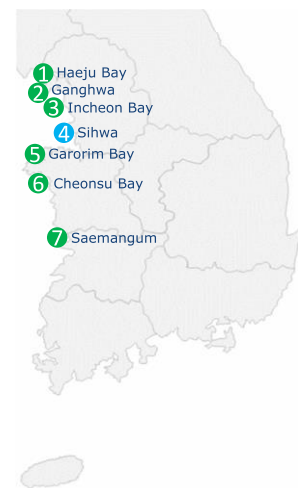 1 Haeju Bay
2 Ganghwa
3 Incheon Bay
4 Sihwa
5 Garorim Bay
6 Cheonsu Bay
7 Saemangum